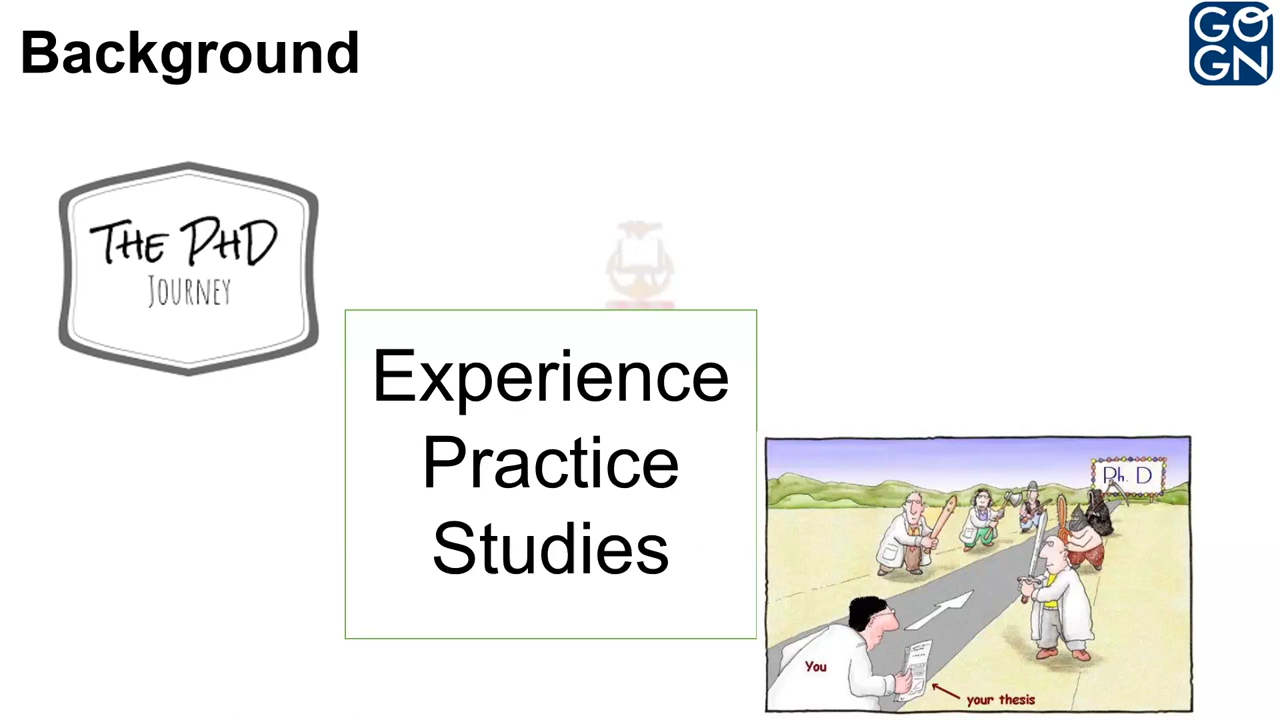 Background
GO
GN
THE PHD
JOURNEY
Experience
Practice
Studies
Ph. D
You
your thesis